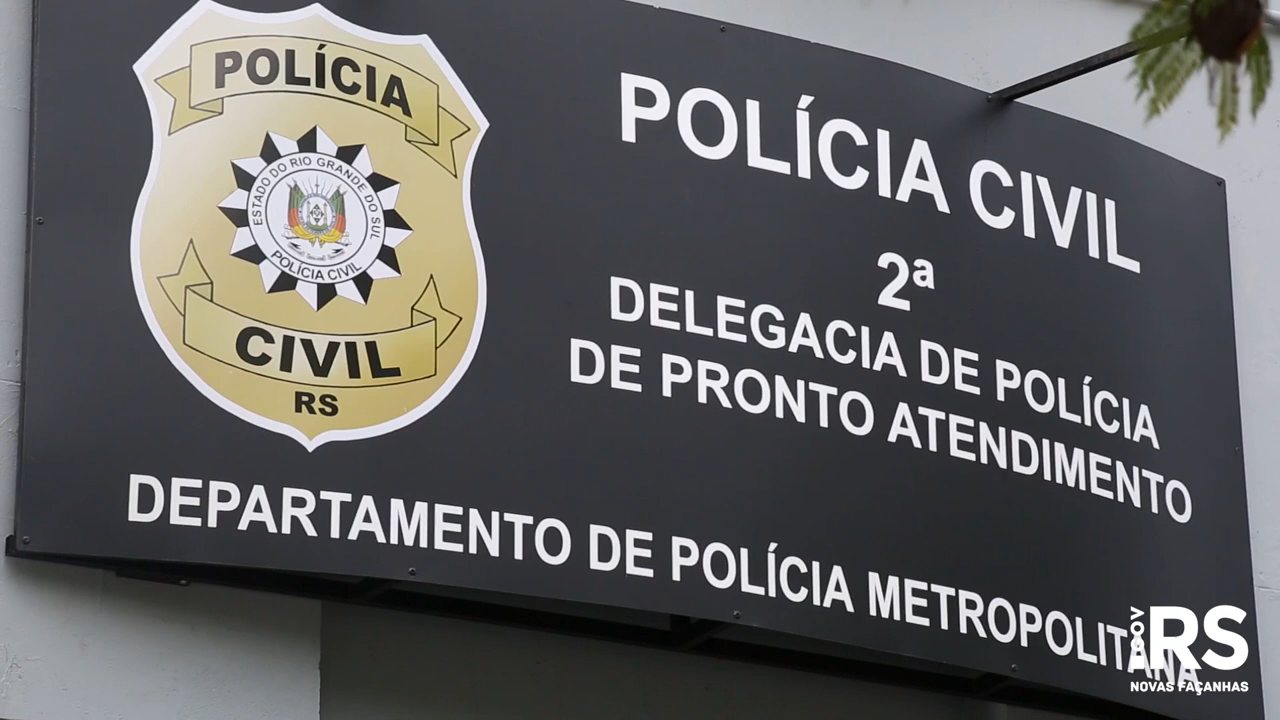 POLÍCIA
ESTADO DO RIO GRANDE DO SUL
POLÍCIA CIVIL
CIVIL
RS
POLÍCIA CIVIL
2ª
DELEGACIA DE POLÍCIA
DE PRONTO ATENDIMENTO
DEPARTAMENTO DE POLÍCIA METROPOLITANA
GOV RS
NOVAS FAÇANHAS